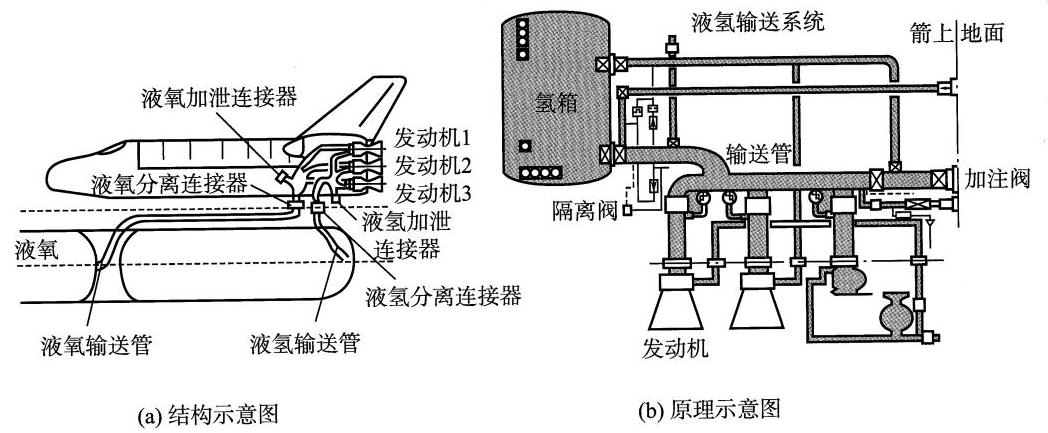 液氧加泄连接器
发动机1
发动机2
发动机3
液氧分离连接器
液氢加泄
连接器
液氧
液氢分离连接器
液氧输送管
液氢输送管
(a) 结构示意图
液氢输送系统
箭上
地面
氢箱
输送管
隔离阀
加注阀
发动机
(b) 原理示意图